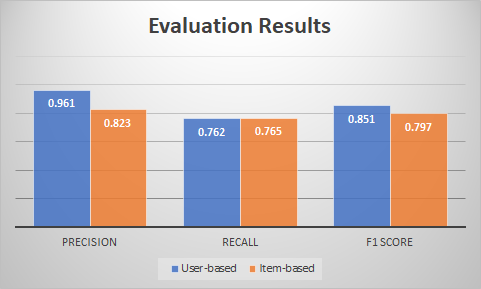 Evaluation Results
0.961
0.823
0.762
0.765
0.851
0.797
PRECISION RECALL F1 SCORE
User-based Item-based